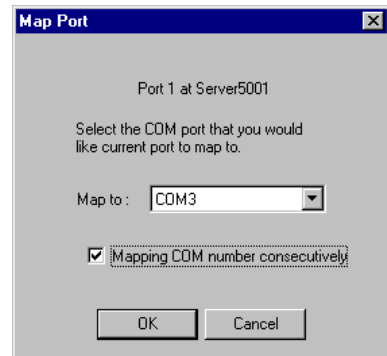 Map Port
Port 1 at Server5001
Select the COM port that you would
like current port to map to.
Map to :
COM3
Mapping COM number consecutively
OK
Cancel